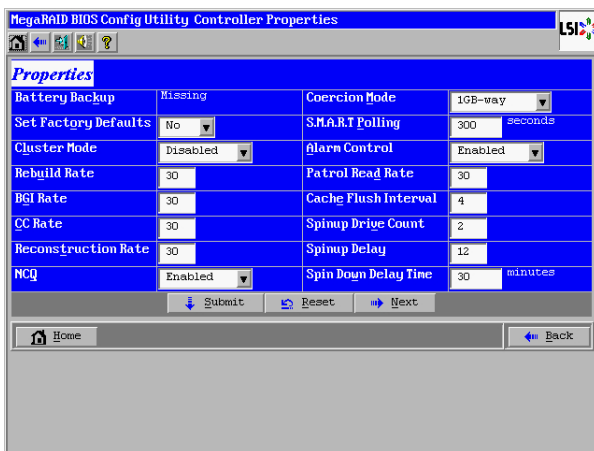 MegaRAID BIOS Config Utility Controller Properties
LSI
Properties
Battery Backup Missing Coercion Mode 1GB-way
Set Factory Defaults No S.M.A.R.T Polling 300 seconds
Cluster Mode Disabled Alarm Control Enabled
Rebuild Rate 30 Patrol Read Rate 30
BGI Rate 30 Cache Flush Interval 4
CC Rate 30 Spinup Drive Count 2
Reconstruction Rate 30 Spinup Delay 12
NCQ Enabled Spin Down Delay Time 30 minutes
Submit Reset Next
Home Back